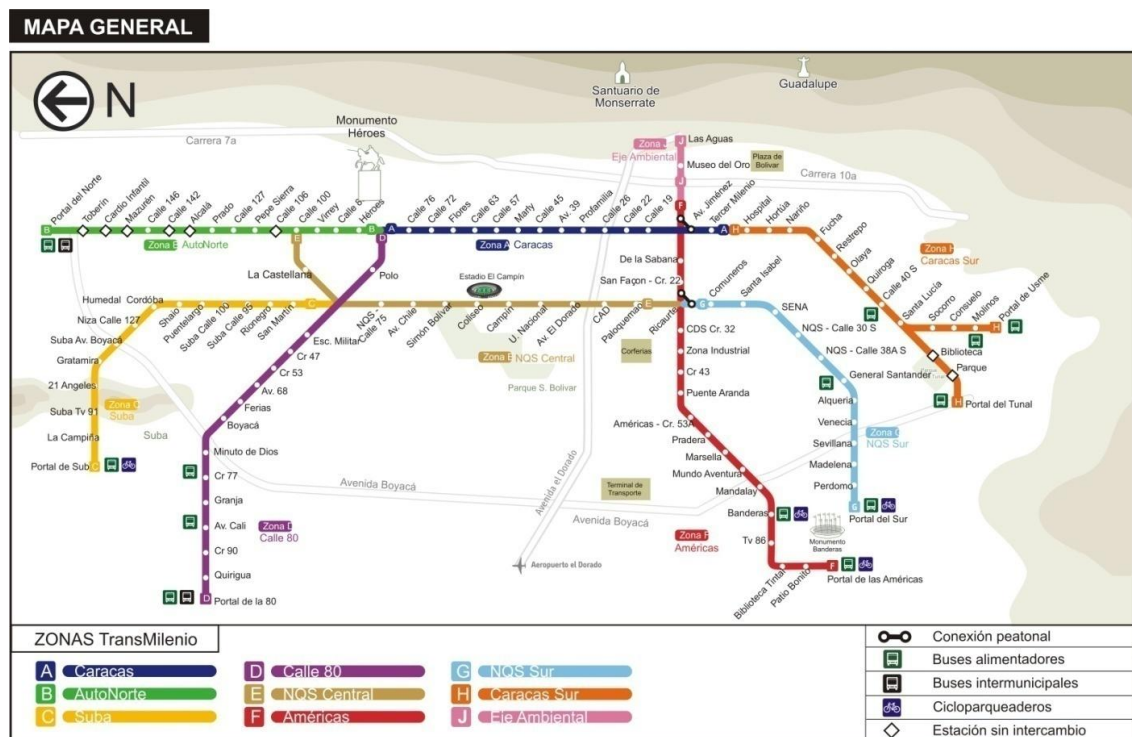 MAPA GENERAL
N
Santuario de
Monserrate
Guadalupe
Monumento
Héroes
Carrera 7a
Zona J
Eje Ambiental
J
Las Aguas
Museo del Oro
J
Plaza de
Bolivar
Carrera 10a
Portal del Norte
Toberín
Cardio Infantil
Mazurén
Calle 146
Calle 142
Alcalá
Prado
Calle 127
Pepe Sierra
Calle 106
Calle 100
Virrey
Calle 8
Héroes
Calle 76
Calle 72
Flores
Calle 63
Calle 57
Marly
Calle 45
Av. 39
Profamilia
Calle 26
Calle 22
Calle 19
F
Av. Jiménez
Tercer Milenio
Hospital
Hortúa
Nariño
B
B
A
A
H
Zona B
AutoNorte
E
D
Zona A
Caracas
Fucha
Restrepo
Olaya
Quiroga
Calle 40 S
Santa Lucía
Socorro
Consuelo
Molinos
Portal de Usme
H
Zona H
Caracas Sur
Biblioteca
Parque
H
Portal del Tunal
La Castellana
Polo
Estadio El Campín
De la Sabana
San Façon - Cr. 22
Humedal Cordóba
Niza Calle 127
Suba Av. Boyacá
Gratamira
21 Angeles
Suba Tv 91
La Campiña
Portal de Sub
C
Shaio
Puentelargo
Suba Calle 100
Suba Calle 95
Rionegro
San Martín
C
Zona C
Suba
Suba
NQS -
Calle 75
Av. Chile
Simón Bolívar
Coliseo
Campín
U. Nacional
Av. El Dorado
CAD
Paloquemao
E
Ricaurte
G
Comuneros
Santa Isabel
SENA
NQS - Calle 30 S
NQS - Calle 38A S
General Santander
Alquería
Venecia
Sevillana
Madelena
Perdomo
G
Portal del Sur
Zona G
NQS Sur
Zona E
NQS Central
Parque S. Bolivar
Corferias
Esc. Militar
Cr 47
Cr 53
Av. 68
Ferias
Boyacá
Minuto de Dios
Cr 77
Granja
Av. Cali
Cr 90
Quirigua
D
Portal de la 80
Zona D
Calle 80
CDS Cr. 32
Zona Industrial
Cr 43
Puente Aranda
Américas - Cr. 53A
Pradera
Marsella
Mundo Aventura
Mandalay
Banderas
Tv 86
Biblioteca Tintal
Patio Bonito
F
Portal de las Américas
Zona F
Américas
Monumento
Banderas
Terminal de
Transporte
Avenida Boyacá
Avenida Boyacá
Avenida el Dorado
Aeropuerto el Dorado
ZONAS TransMilenio
A Caracas
B AutoNorte
C Suba
D Calle 80
E NQS Central
F Américas
G NQS Sur
H Caracas Sur
J Eje Ambiental
Conexión peatonal
Buses alimentadores
Buses intermunicipales
Cicloparqueaderos
Estación sin intercambio